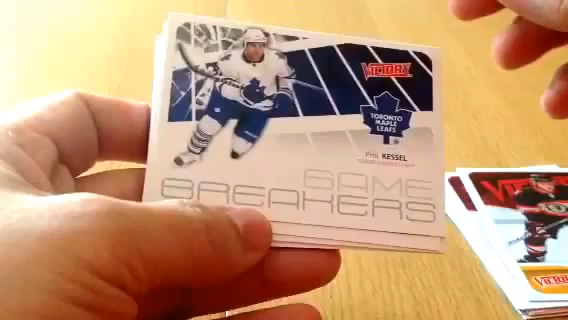 VICTORY
TORONTO
MAPLE
LEAFS
PHIL KESSEL
GAME
BREAKERS
VICTORY